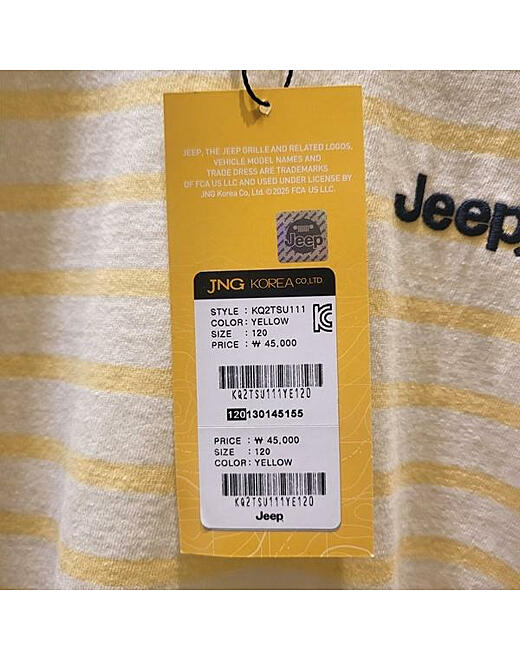 JEEP, THE JEEP GRILLE AND RELATED LOGOS,
VEHICLE MODEL NAMES AND
TRADE DRESS ARE TRADEMARKS
OF FCA US LLC AND USED UNDER LICENSE BY
JNG Korea Co, Ltd. ©2025 FCA US LLC.
Jeep
Jeep
JNG KOREA CO.,LTD.
STYLE : KQ2TSU111
COLOR : YELLOW
SIZE : 120
PRICE : ₩ 45,000
KQ2TSU111YE120
120130145155
PRICE : ₩ 45,000
SIZE : 120
COLOR : YELLOW
KQ2TSU111YE120
Jeep